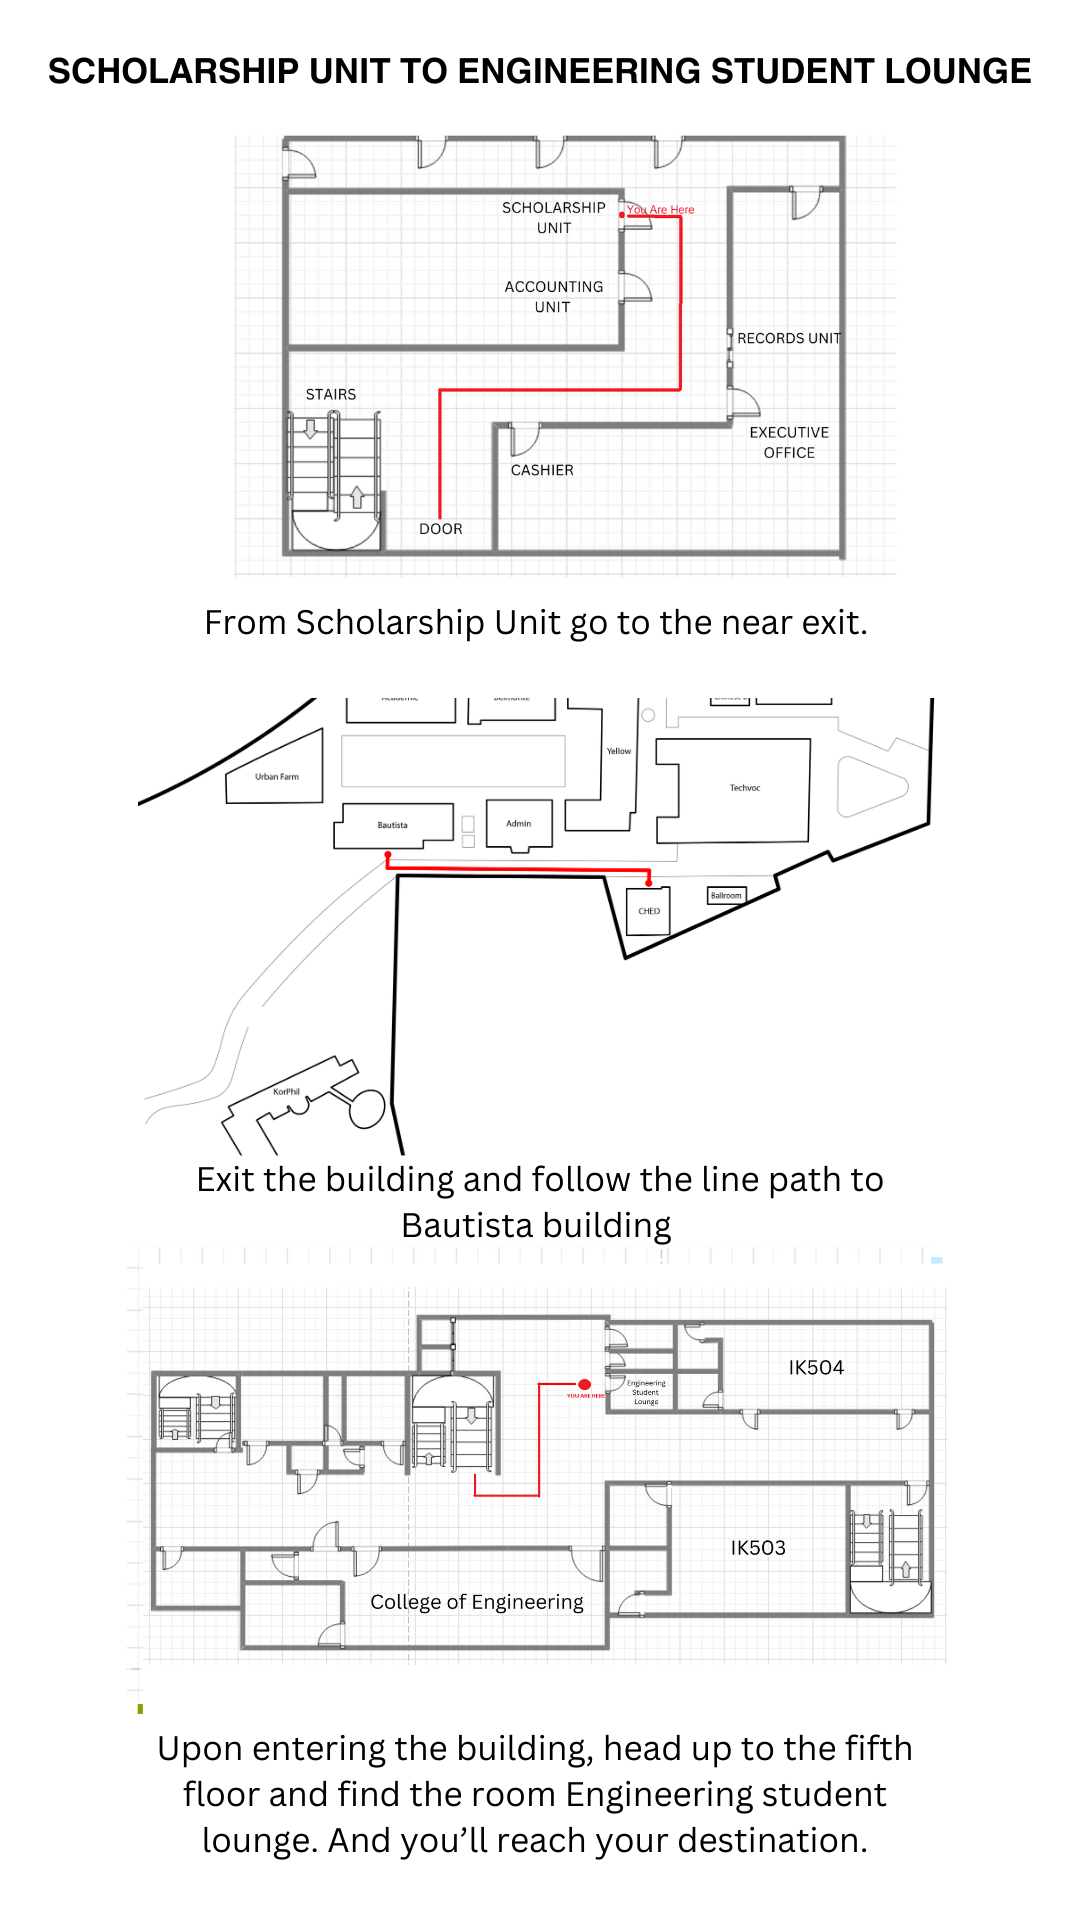 SCHOLARSHIP UNIT TO ENGINEERING STUDENT LOUNGE
SCHOLARSHIP
UNIT
You Are Here
ACCOUNTING
UNIT
RECORDS UNIT
STAIRS
EXECUTIVE
OFFICE
CASHIER
DOOR
From Scholarship Unit go to the near exit.
Academic
Belmonte
Yellow
Urban Farm
Techvoc
Bautista
Admin
Ballroom
CHED
KorPhil
Exit the building and follow the line path to
Bautista building
IK504
Engineering
Student
Lounge
YOU ARE HERE
IK503
College of Engineering
Upon entering the building, head up to the fifth
floor and find the room Engineering student
lounge. And you’ll reach your destination.